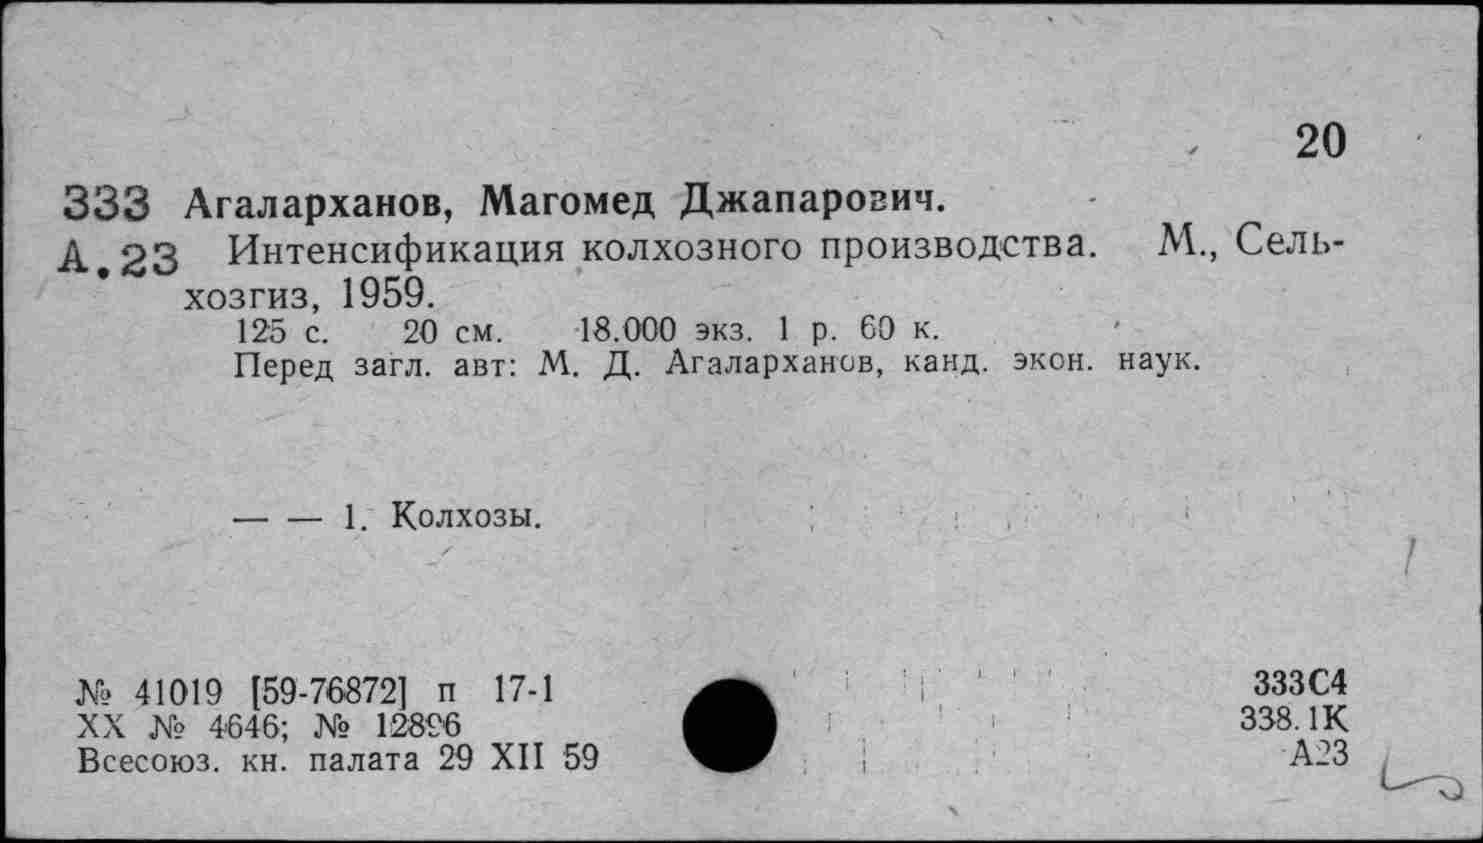 20
333 Агаларханов, Магомед Джапарович.
А.23 Интенсификация колхозного производства. М., Сель-
хозгиз, 1959.
125 с. 20 см. 18.000 экз. 1 р. 60 к.
Перед загл. авт: М. Д. Агаларханов, канд. экон. наук.
— — 1. Колхозы.
№ 41019 [59-76872] п 17-1
XX № 4646; № 12896
Всесоюз. кн. палата 29 XII 59
333С4
338.1К
А23